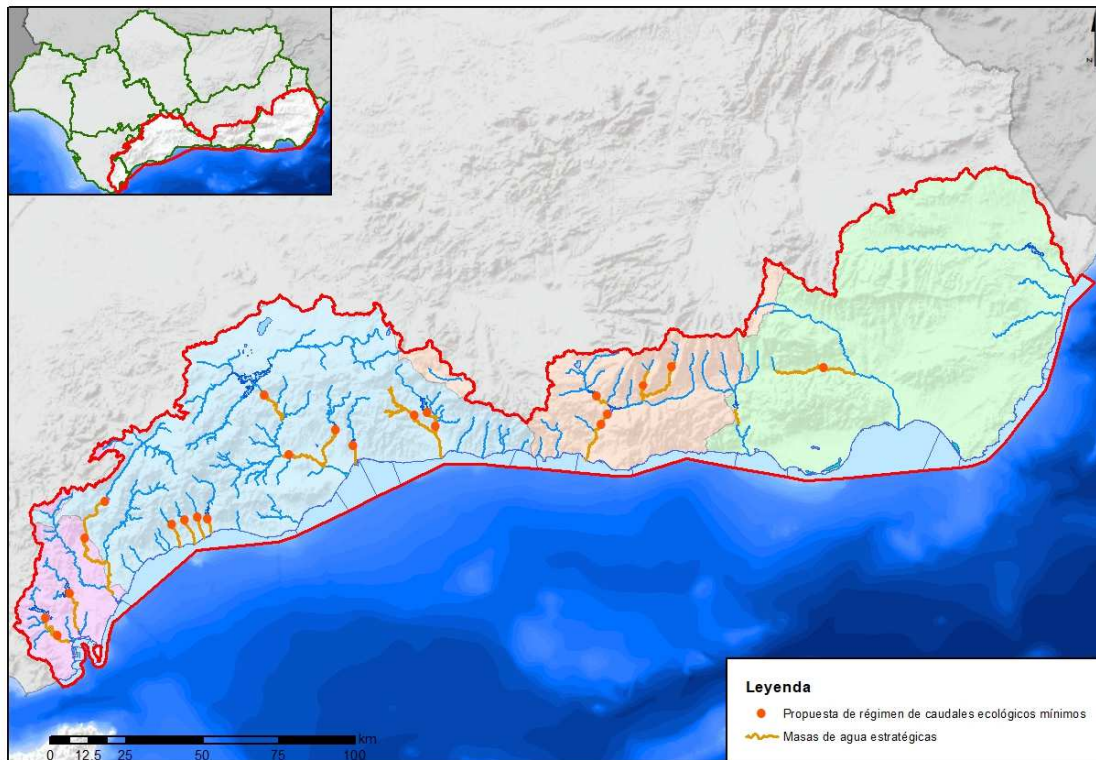 N
Leyenda
Propuesta de régimen de caudales ecológicos mínimos
Masas de agua estratégicas
km
0 12,5 25 50 75 100